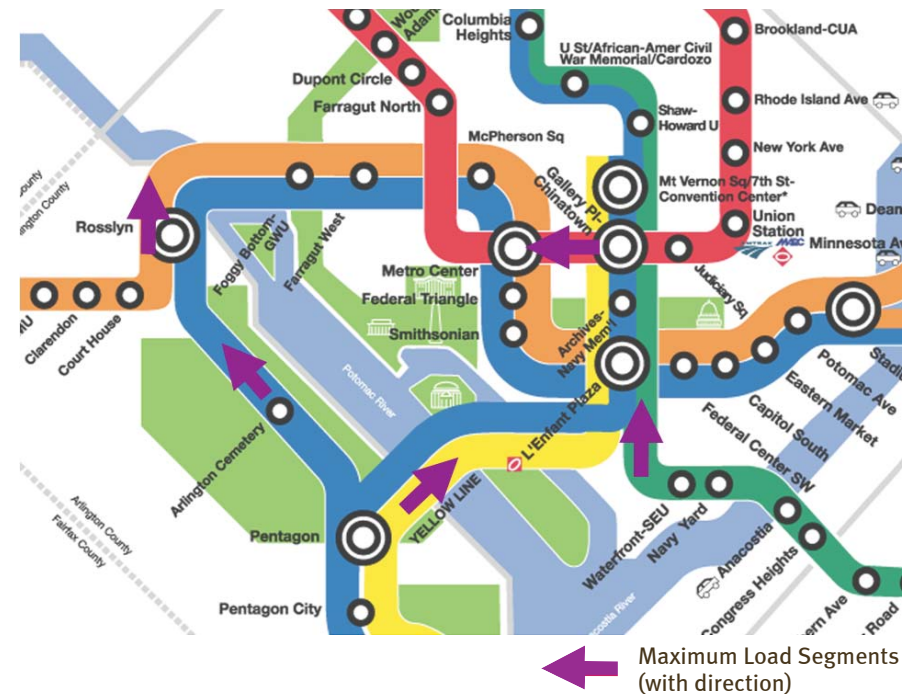 Columbia
Heights
Brookland-CUA
U St/African-Amer Civil
War Memorial/Cardozo
Dupont Circle
Farragut North
Rhode Island Ave
Shaw-
Howard U
McPherson Sq
New York Ave
Gallery Pl-
Chinatown
Mt Vernon Sq/7th St-
Convention Center*
Union
Station
Rosslyn
Foggy Bottom-
GWU
Farragut West
Metro Center
Federal Triangle
Smithsonian
Judiciary Sq
Clarendon
Court House
Archives-
Navy Mem'l
Potomac River
Potomac Ave
Eastern Market
Capitol South
Federal Center SW
L'Enfant Plaza
Arlington Cemetery
YELLOW LINE
Pentagon
Arlington County
Fairfax County
Waterfront-SEU
Navy Yard
Anacostia
Pentagon City
Road
Maximum Load Segments
(with direction)